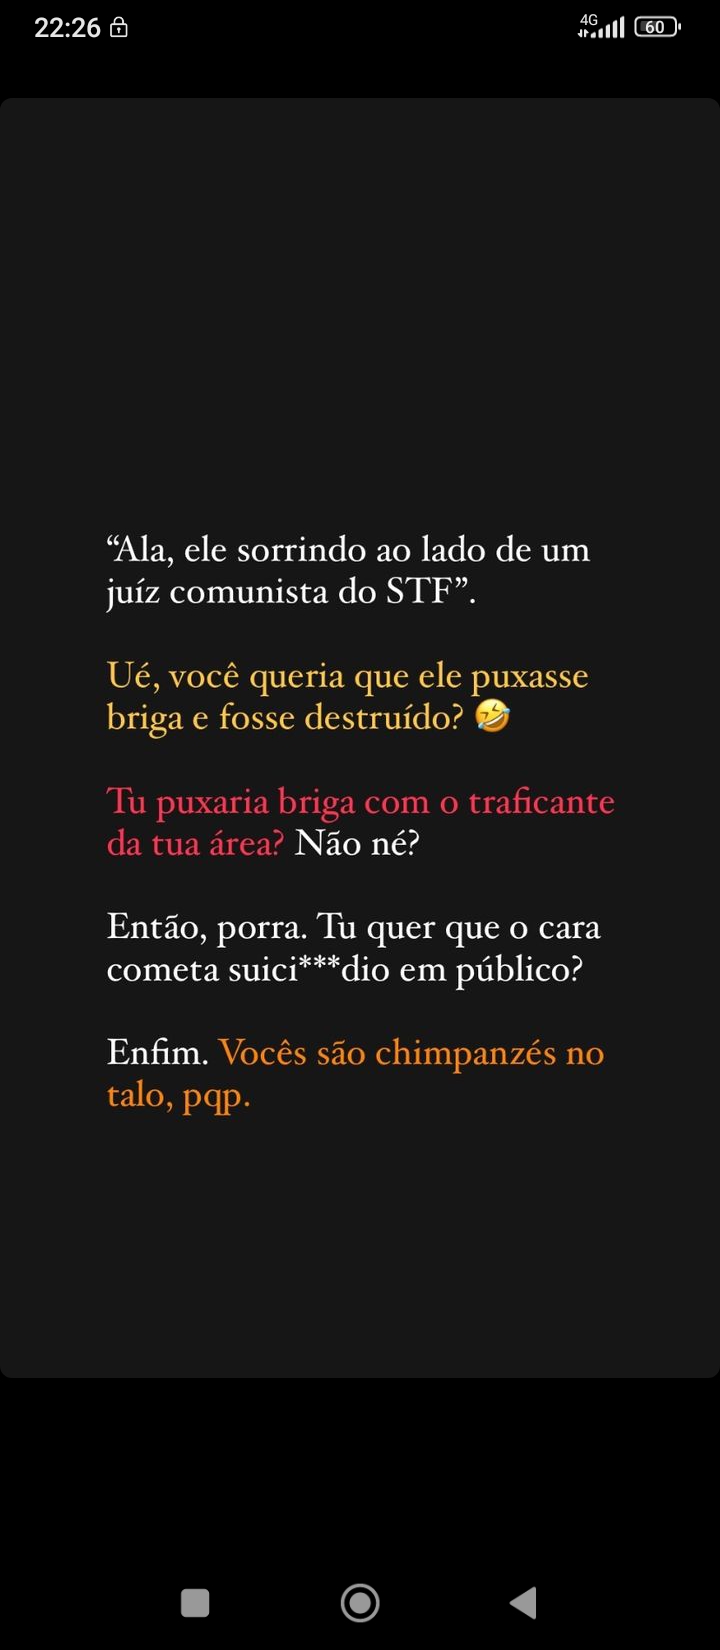 22:26
4G
60
“Ala, ele sorrindo ao lado de um
juíz comunista do STF”.
Ué, você queria que ele puxasse
briga e fosse destruído? 🤣
Tu puxaria briga com o traficante
da tua área? Não né?
Então, porra. Tu quer que o cara
cometa suici***dio em público?
Enfim. Vocês são chimpanzés no
talo, pqp.